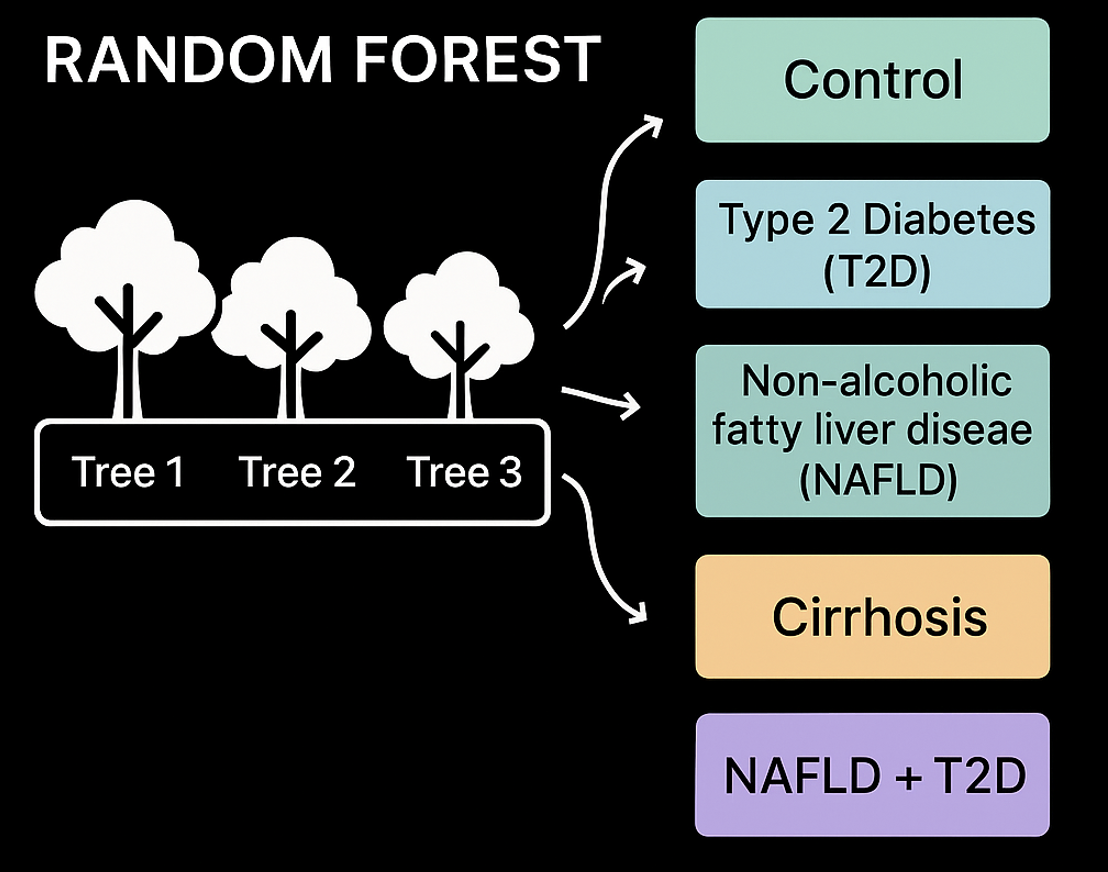 RANDOM FOREST
Tree 1 Tree 2 Tree 3
Control
Type 2 Diabetes
(T2D)
Non-alcoholic
fatty liver diseae
(NAFLD)
Cirrhosis
NAFLD + T2D